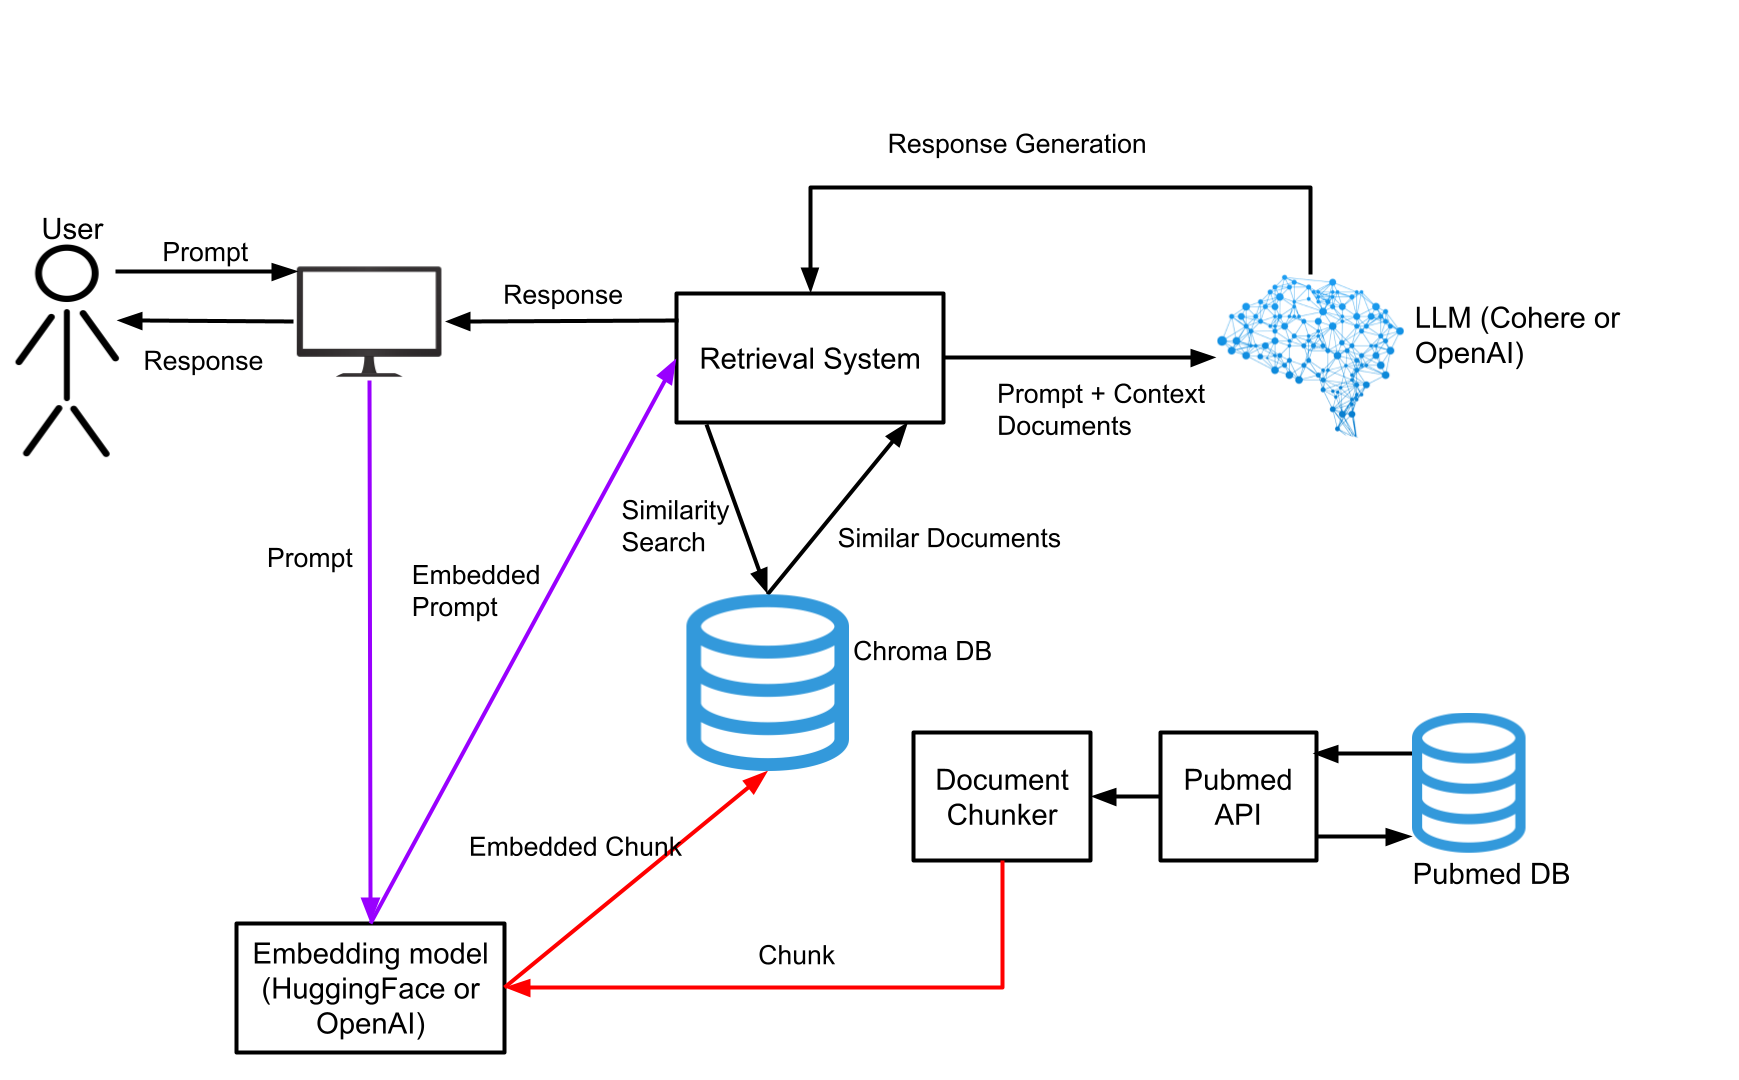 Response Generation
User
Prompt
Response
Response
Retrieval System
LLM (Cohere or
OpenAI)
Prompt + Context
Documents
Similarity
Search
Similar Documents
Prompt
Embedded
Prompt
Chroma DB
Document
Chunker
Pubmed
API
Pubmed DB
Embedded Chunk
Chunk
Embedding model
(HuggingFace or
OpenAI)